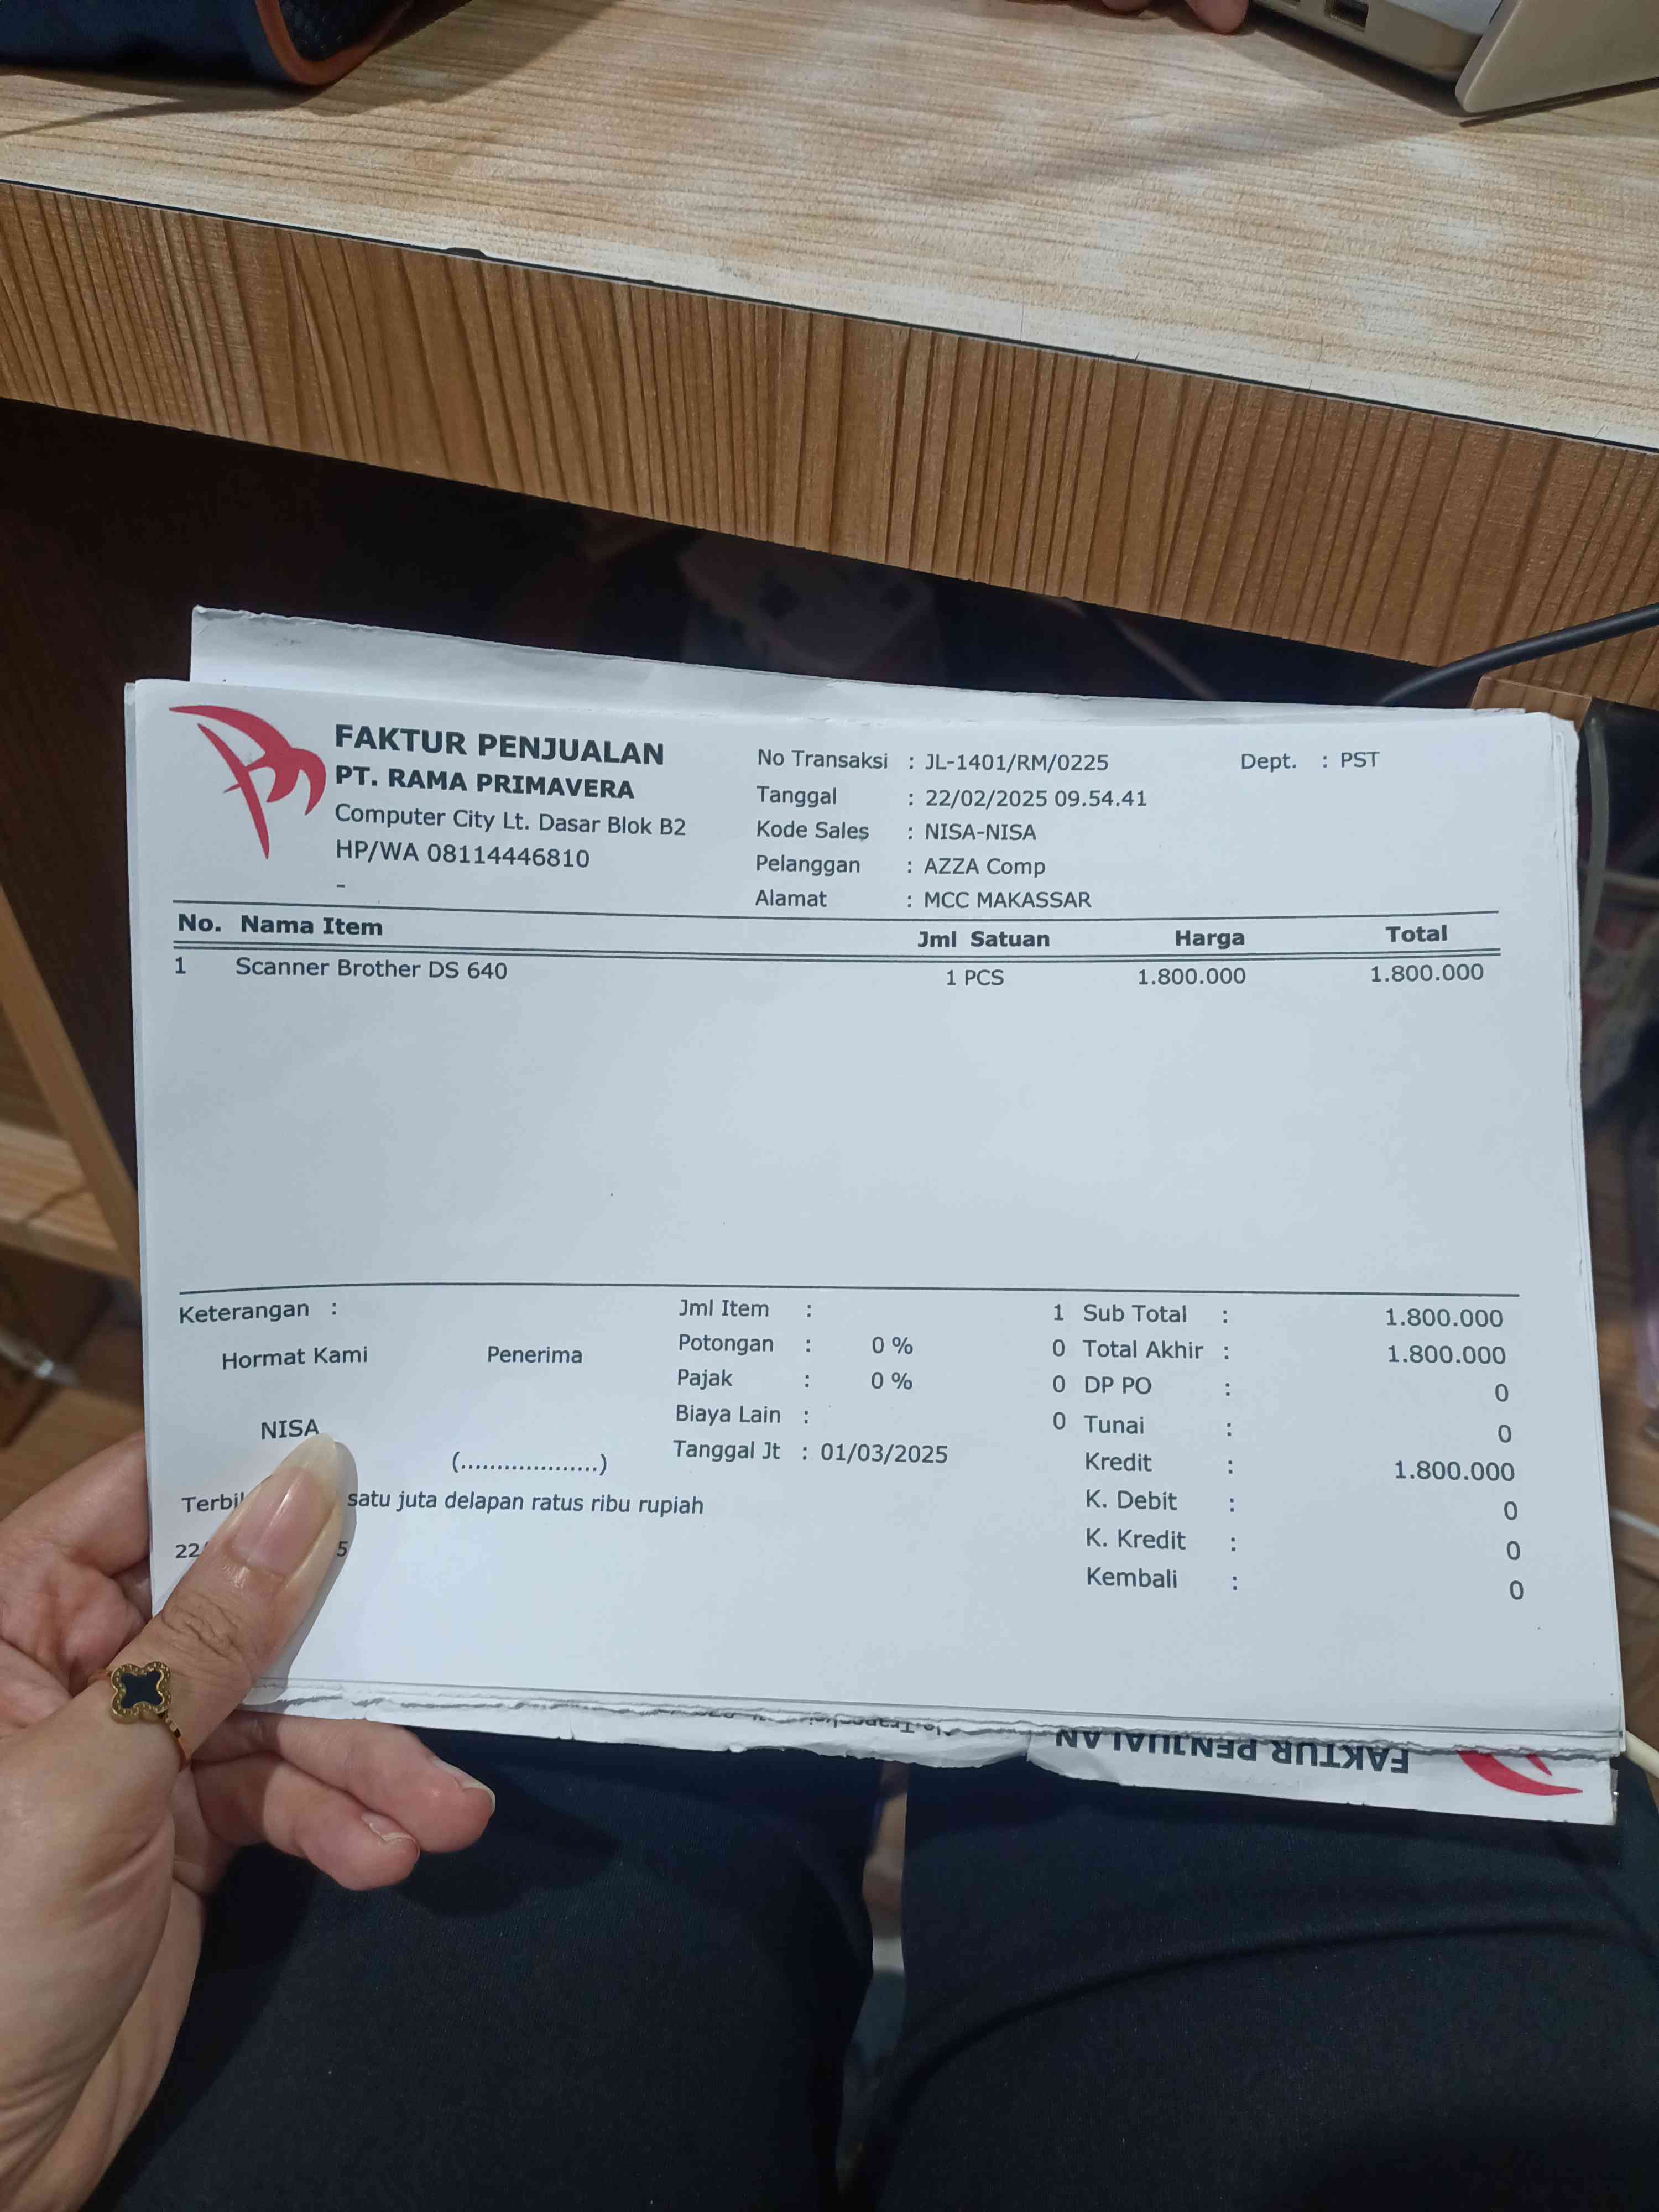 FAKTUR PENJUALAN
PT. RAMA PRIMAVERA
Computer City Lt. Dasar Blok B2
HP/WA 08114446810
-
No Transaksi : JL-1401/RM/0225 Dept. : PST
Tanggal : 22/02/2025 09.54.41
Kode Sales : NISA-NISA
Pelanggan : AZZA Comp
Alamat : MCC MAKASSAR
No. Nama Item Jml Satuan Harga Total
1 Scanner Brother DS 640 1 PCS 1.800.000 1.800.000
Keterangan :
Hormat Kami Penerima
NISA
(...................)
Jml Item : 1
Potongan : 0 % 0
Pajak : 0 % 0
Biaya Lain : 0
Tanggal Jt : 01/03/2025
Sub Total : 1.800.000
Total Akhir : 1.800.000
DP PO : 0
Tunai : 0
Kredit : 1.800.000
K. Debit : 0
K. Kredit : 0
Kembali : 0
satu juta delapan ratus ribu rupiah
FAKTUR PENJUALAN